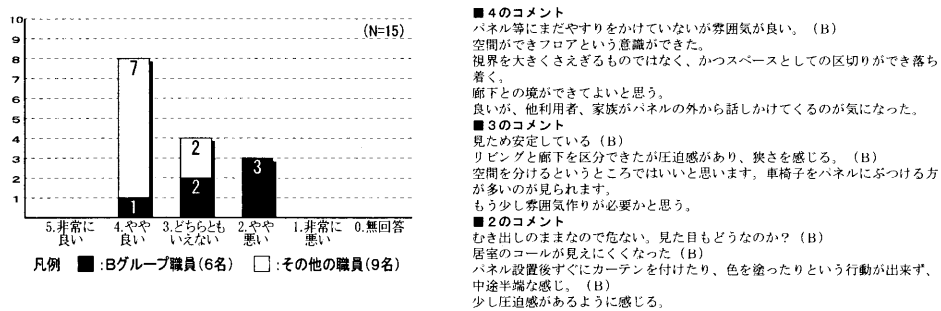 10
9
8
7
6
5
4
3
2
1
(N=15)
7
1
2
2
3
5.非常に良い
4.やや良い
3.どちらともいえない
2.やや悪い
1.非常に悪い
0.無回答
凡例 ■:Bグループ職員(6名) □:その他の職員(9名)
■4のコメント
パネル等にまだやすりをかけていないが雰囲気が良い。(B)
空間ができフロアという意識ができた。
視界を大きくさえぎるものではなく、かつスペースとしての区切りができ落ち
着く。
廊下との境ができてよいと思う。
良いが、他利用者、家族がパネルの外から話しかけてくるのが気になった。
■3のコメント
見ため安定している(B)
リビングと廊下を区分できたが圧迫感があり、狭さを感じる。(B)
空間を分けるというところではいいと思います。車椅子をパネルにぶつける方
が多いのが見られます。
もう少し雰囲気作りが必要かと思う。
■2のコメント
むき出しのままなので危ない。見た目もどうなのか?(B)
居室のコールが見えにくくなった(B)
パネル設置後すぐにカーテンを付けたり、色を塗ったりという行動が出来ず、
中途半端な感じ。(B)
少し圧迫感があるように感じる。